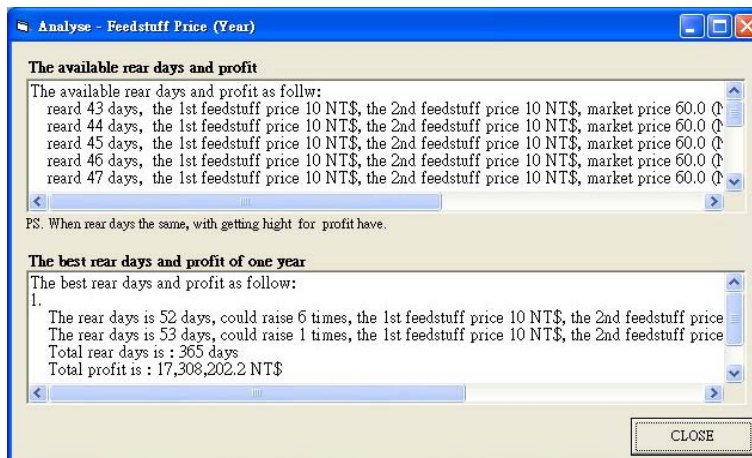 Analyse - Feedstuff Price (Year)
The available rear days and profit
The available rear days and profit as follw:
reard 43 days, the 1st feedstuff price 10 NT$, the 2nd feedstuff price 10 NT$, market price 60.0 (N
reard 44 days, the 1st feedstuff price 10 NT$, the 2nd feedstuff price 10 NT$, market price 60.0 (N
reard 45 days, the 1st feedstuff price 10 NT$, the 2nd feedstuff price 10 NT$, market price 60.0 (N
reard 46 days, the 1st feedstuff price 10 NT$, the 2nd feedstuff price 10 NT$, market price 60.0 (N
reard 47 days, the 1st feedstuff price 10 NT$, the 2nd feedstuff price 10 NT$, market price 60.0 (N
PS. When rear days the same, with getting hight for profit have.
The best rear days and profit of one year
The best rear days and profit as follow:
1.
The rear days is 52 days, could raise 6 times, the 1st feedstuff price 10 NT$, the 2nd feedstuff price
The rear days is 53 days, could raise 1 times, the 1st feedstuff price 10 NT$, the 2nd feedstuff price
Total rear days is : 365 days
Total profit is : 17,308,202.2 NT$
CLOSE